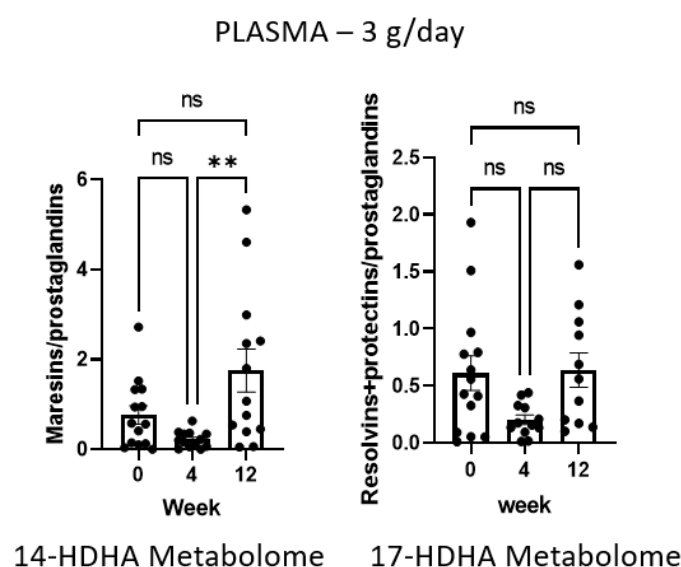 PLASMA – 3 g/day
ns
ns
**
Maresins/prostaglandins
6
4
2
0
0 4 12
Week
14-HDHA Metabolome
ns
ns
ns
Resolvins+protectins/prostaglandins
2.5
2.0
1.5
1.0
0.5
0.0
0 4 12
week
17-HDHA Metabolome